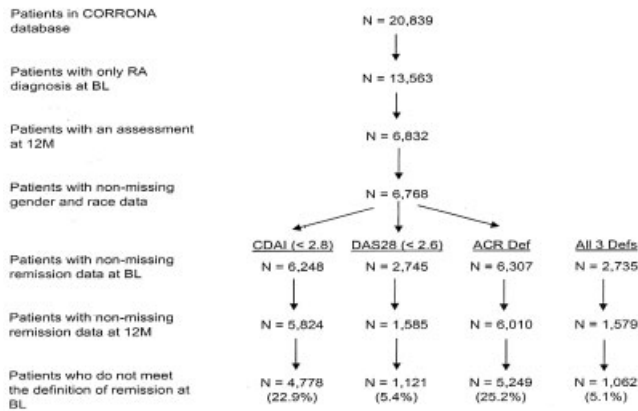 Patients in CORRONA
database
N = 20,839
Patients with only RA
diagnosis at BL
N = 13,563
Patients with an assessment
at 12M
N = 6,832
Patients with non-missing
gender and race data
N = 6,768
CDAI (< 2.8) DAS28 (< 2.6) ACR Def All 3 Defs
Patients with non-missing
remission data at BL
N = 6,248 N = 2,745 N = 6,307 N = 2,735
Patients with non-missing
remission data at 12M
N = 5,824 N = 1,585 N = 6,010 N = 1,579
Patients who do not meet
the definition of remission at
BL
N = 4,778 N = 1,121 N = 5,249 N = 1,062
(22.9%) (5.4%) (25.2%) (5.1%)